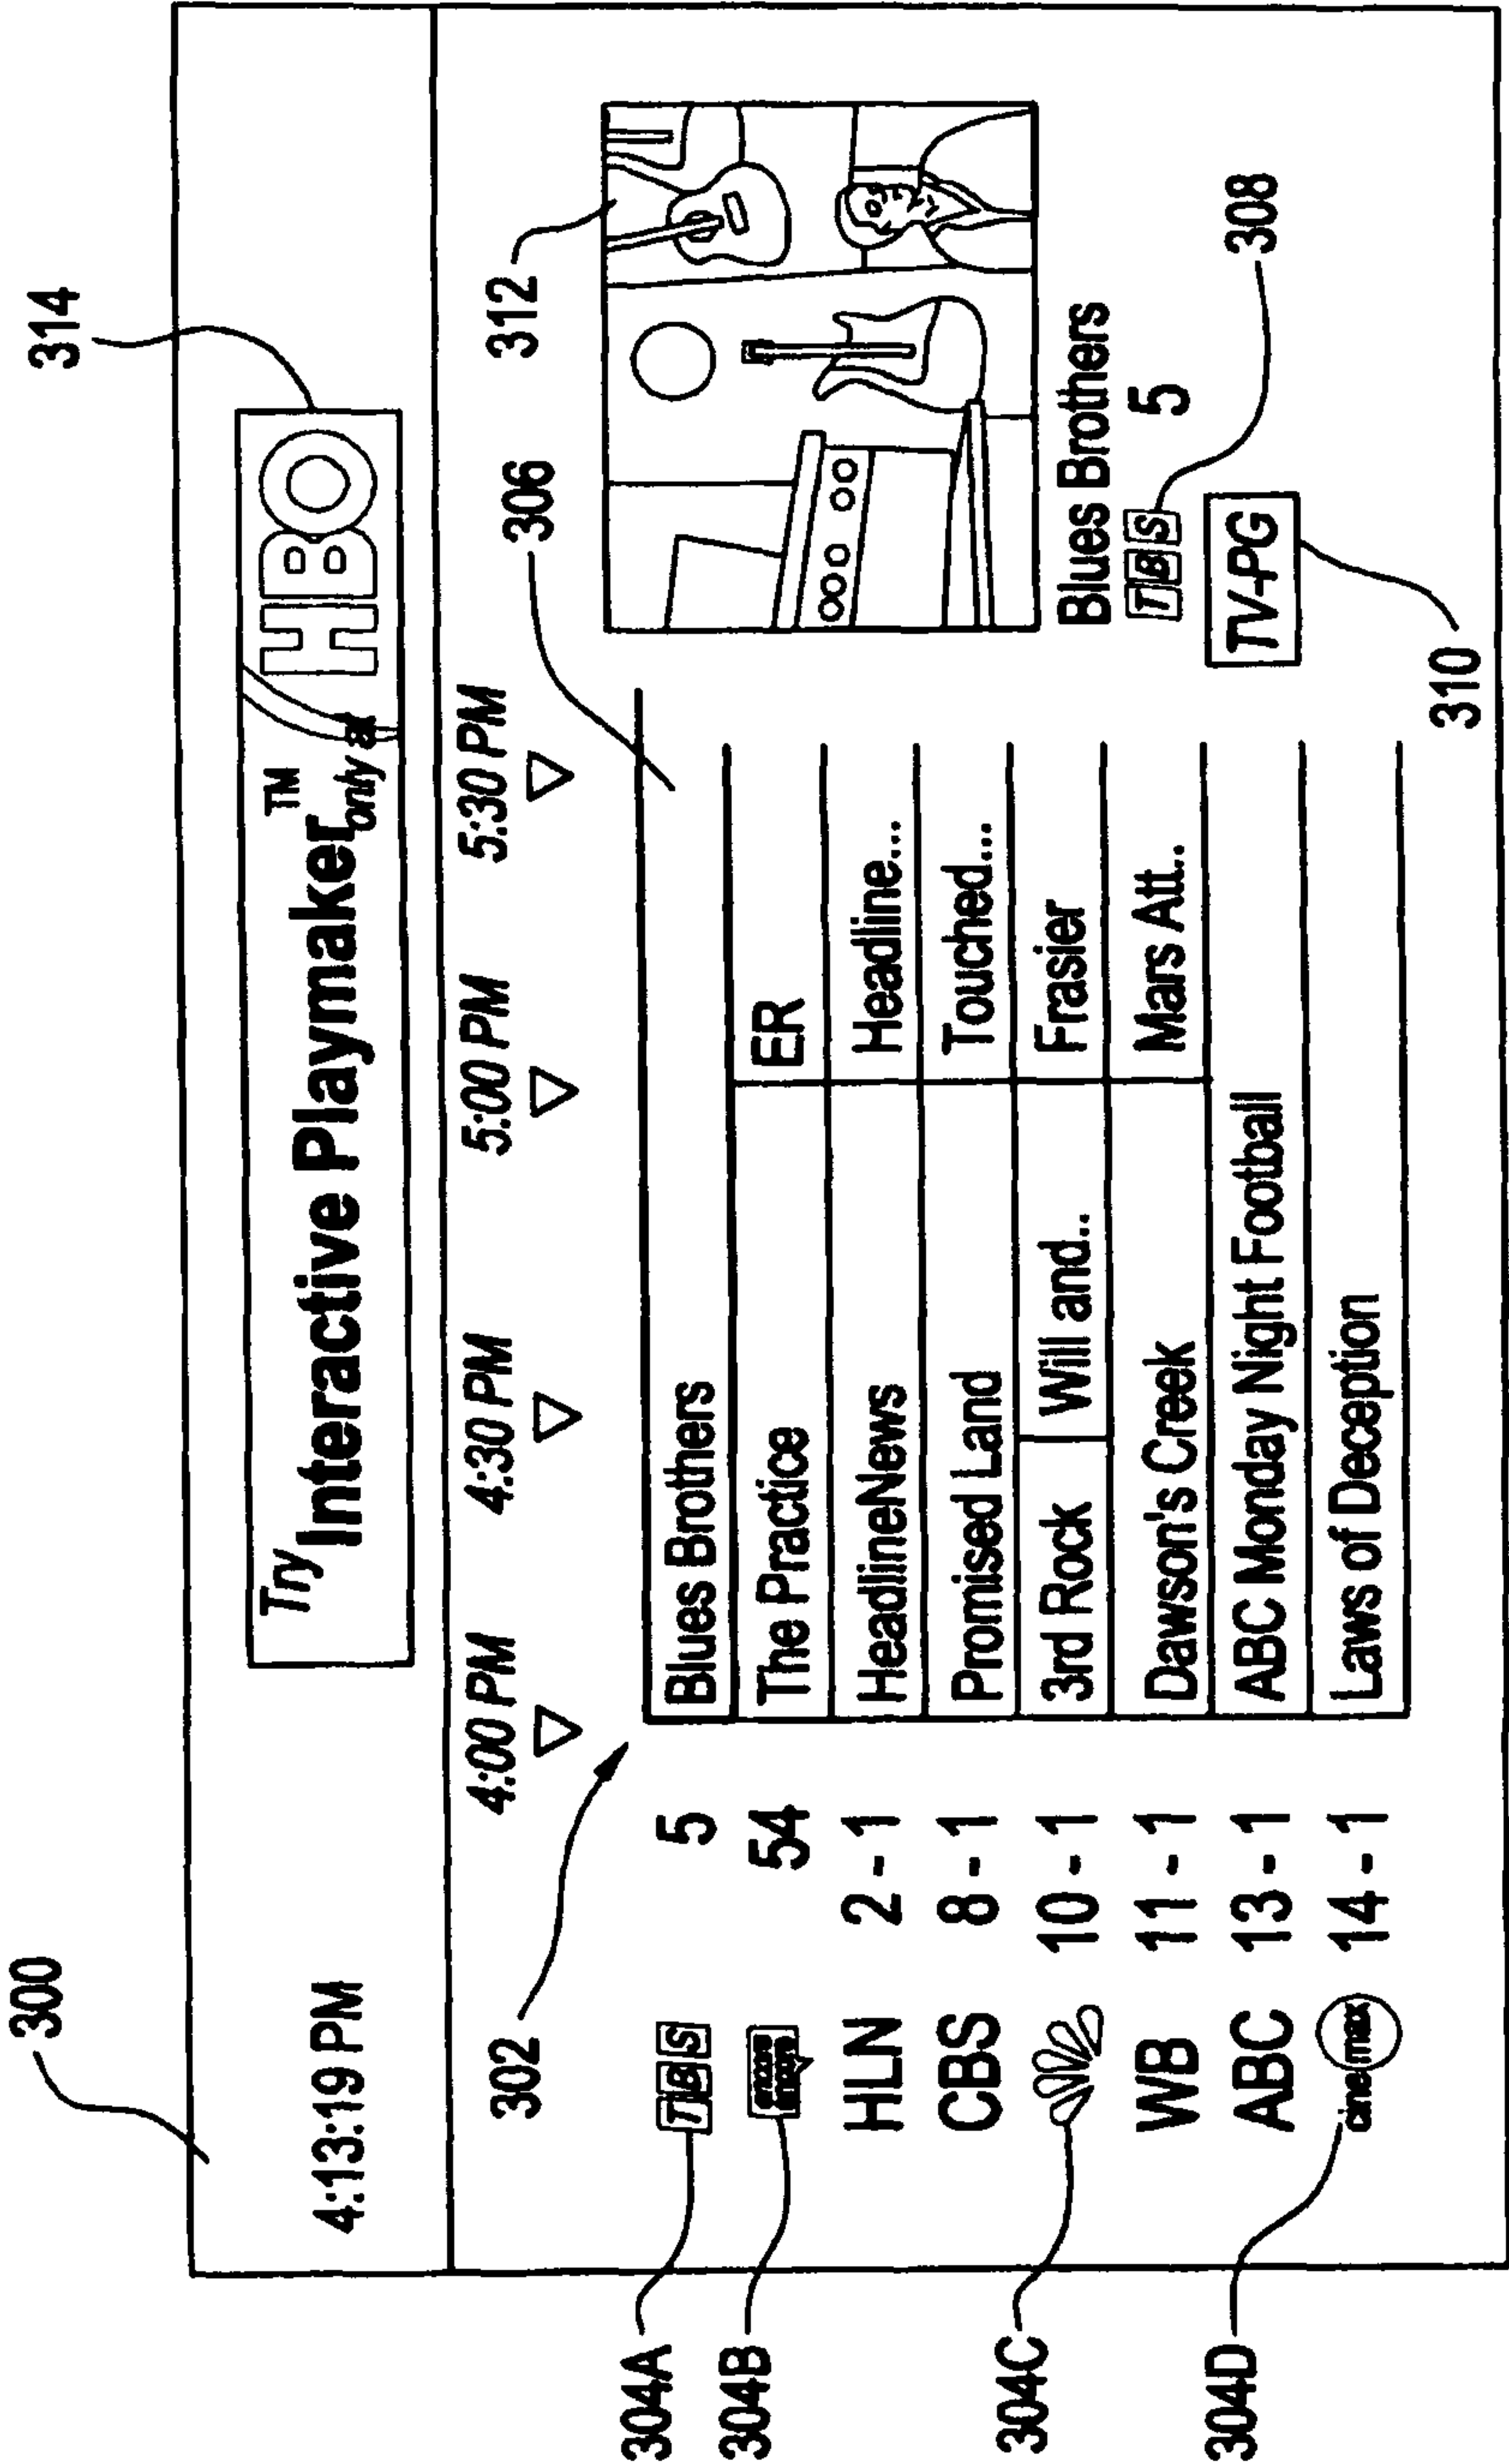 300
314
4:13:19 PM
Try Interactive Playmaker™ only HBO
302
4:00 PM 4:30 PM 5:00 PM 5:30 PM
306
312
304A
TBS 5 Blues Brothers
304B
54 The Practice ER
HLN 2 - 1 HeadlineNews Headline...
CBS 8 - 1 Promised Land Touched...
304C
10 - 1 3rd Rock Will and.. Frasier
WB 11 - 1 Dawson's Creek Mars Att..
ABC 13 - 1 ABC Monday Night Football
304D
cinemax 14 - 1 Laws of Deception
Blues Brothers
TBS 5
308
TV-PG
310